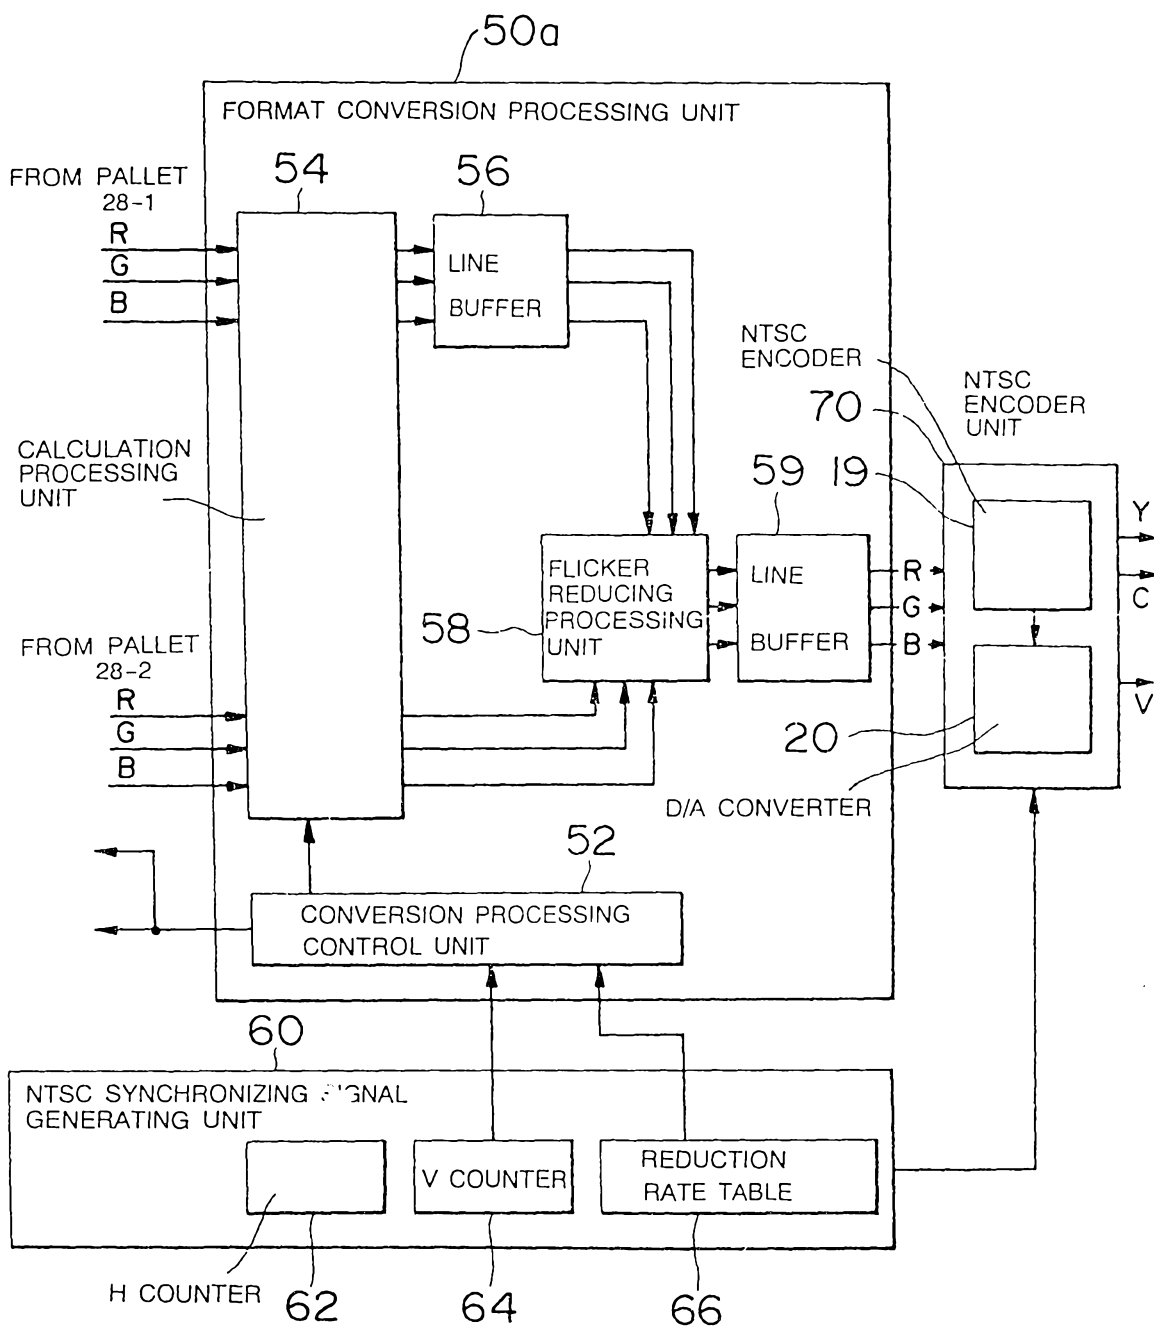 50a
FORMAT CONVERSION PROCESSING UNIT
54
56
FROM PALLET
28-1
R
G
B
LINE
BUFFER
NTSC
ENCODER
70
NTSC
ENCODER
UNIT
CALCULATION
PROCESSING
UNIT
59
19
Y
FLICKER
REDUCING
PROCESSING
UNIT
LINE
BUFFER
R
G
B
C
58
FROM PALLET
28-2
R
G
B
20
V
D/A CONVERTER
52
CONVERSION PROCESSING
CONTROL UNIT
60
NTSC SYNCHRONIZING SIGNAL
GENERATING UNIT
V COUNTER
REDUCTION
RATE TABLE
H COUNTER
62
64
66